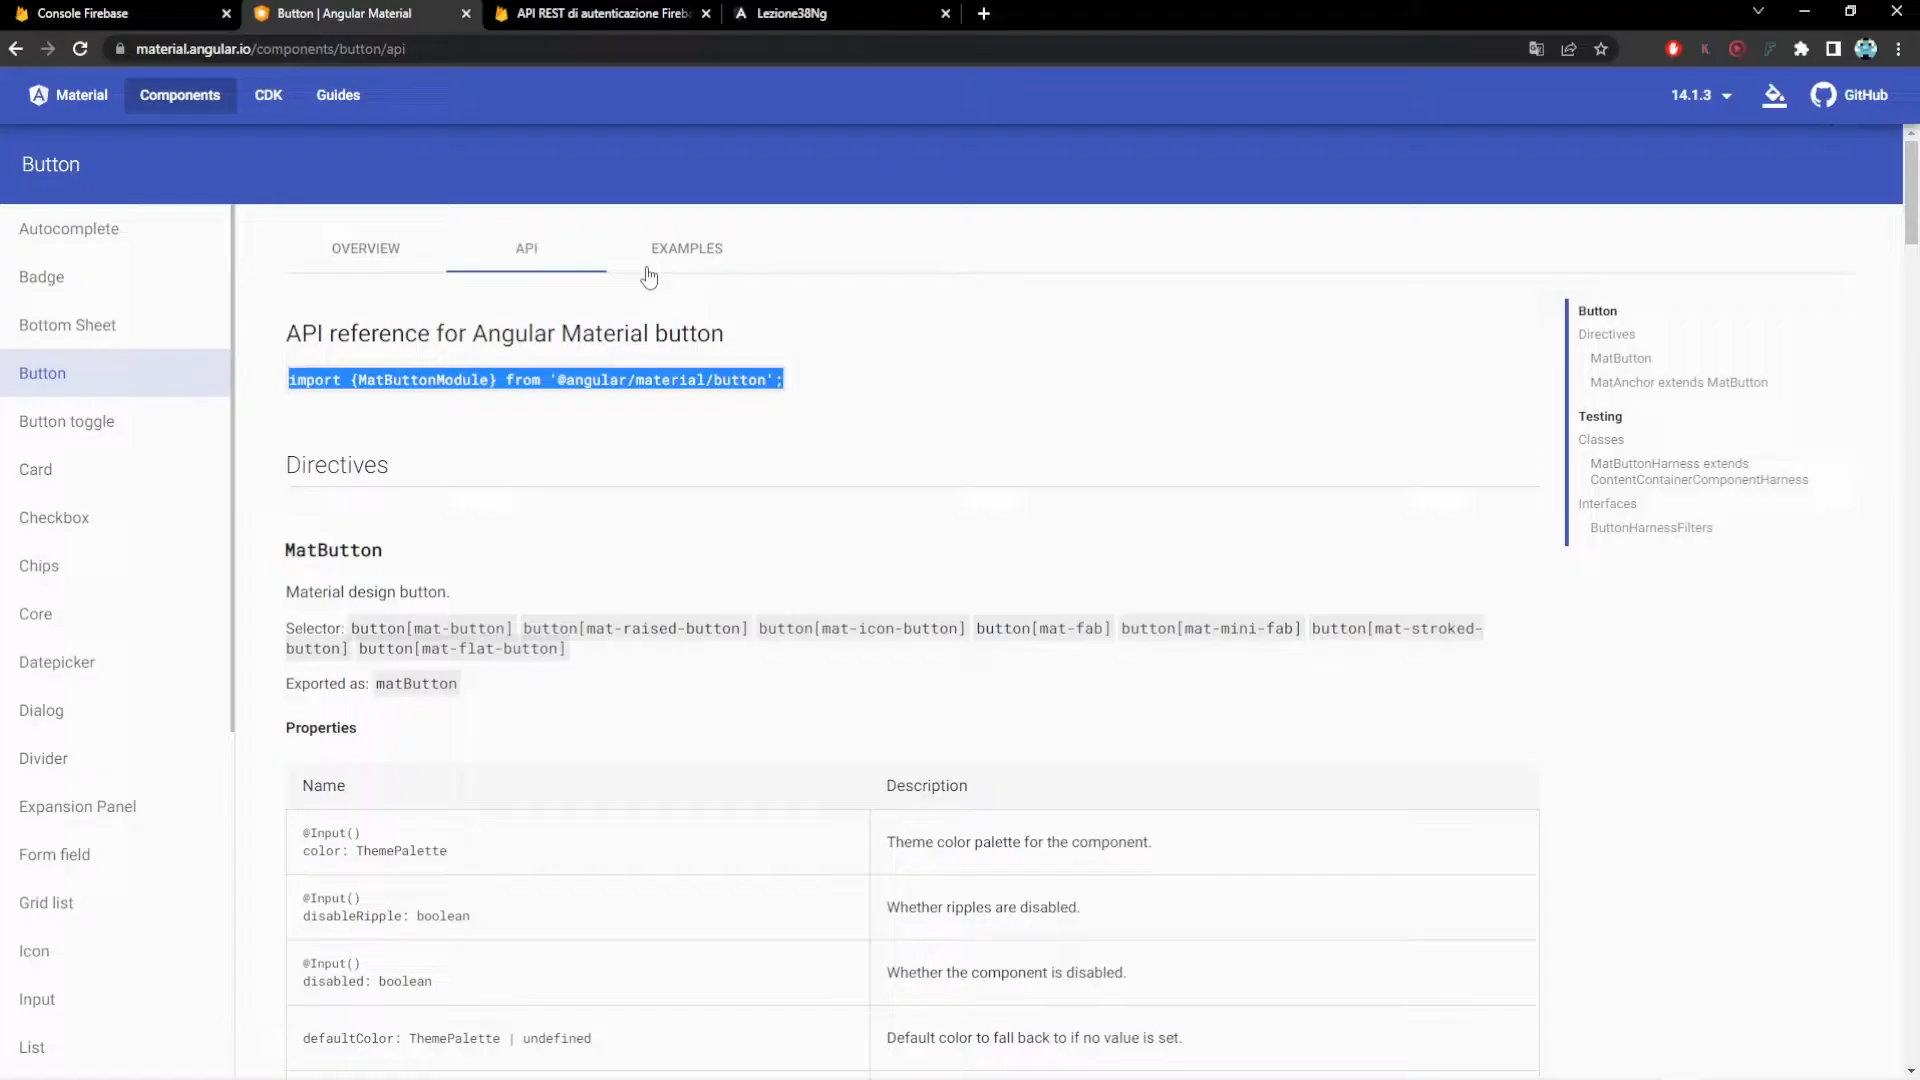 Console Firebase
Button | Angular Material
API REST di autenticazione Fireb
Lezione38Ng
material.angular.io/components/button/api
Material
Components
CDK
Guides
14.1.3
GitHub
Button
Autocomplete
Badge
Bottom Sheet
Button
Button toggle
Card
Checkbox
Chips
Core
Datepicker
Dialog
Divider
Expansion Panel
Form field
Grid list
Icon
Input
List
OVERVIEW
API
EXAMPLES
API reference for Angular Material button
import {MatButtonModule} from '@angular/material/button';
Directives
MatButton
Material design button.
Selector: button[mat-button] button[mat-raised-button] button[mat-icon-button] button[mat-fab] button[mat-mini-fab] button[mat-stroked-
button] button[mat-flat-button]
Exported as: matButton
Properties
Name Description
@Input()
color: ThemePalette
Theme color palette for the component.
@Input()
disableRipple: boolean
Whether ripples are disabled.
@Input()
disabled: boolean
Whether the component is disabled.
defaultColor: ThemePalette | undefined
Default color to fall back to if no value is set.
Button
Directives
MatButton
MatAnchor extends MatButton
Testing
Classes
MatButtonHarness extends
ContentContainerComponentHarness
Interfaces
ButtonHarnessFilters